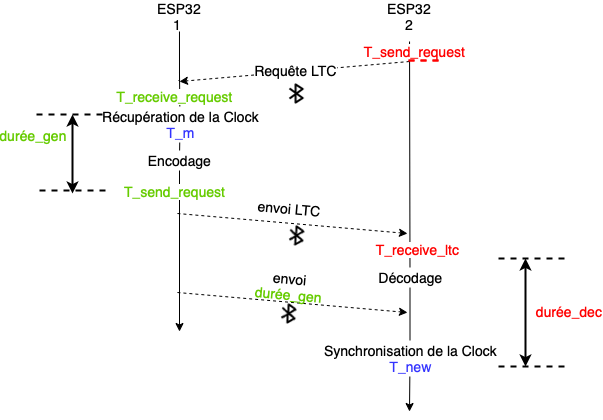 ESP32
1
ESP32
2
T_send_request
Requête LTC
T_receive_request
Récupération de la Clock
durée_gen
T_m
Encodage
T_send_request
envoi LTC
T_receive_ltc
envoi
durée_gen
Décodage
durée_dec
Synchronisation de la Clock
T_new